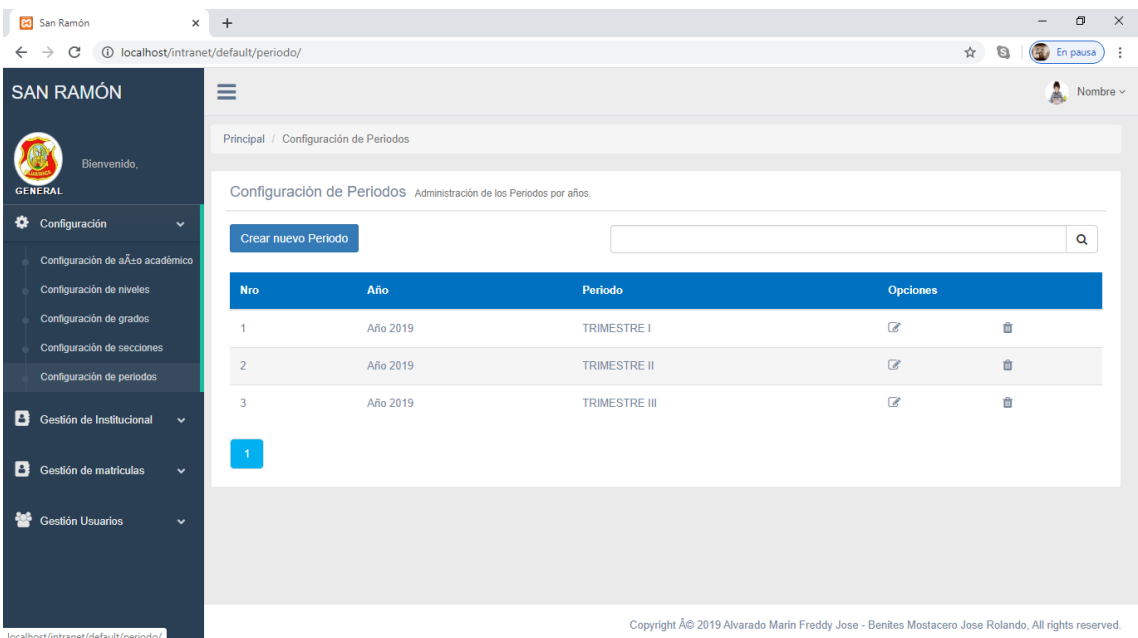 San Ramón
localhost/intranet/default/periodo/
En pausa
SAN RAMÓN
Nombre
Bienvenido,
GENERAL
Principal / Configuración de Periodos
Configuración de Periodos Administración de los Periodos por años.
Configuración
Configuración de aÃ±o académico
Configuración de niveles
Configuración de grados
Configuración de secciones
Configuración de periodos
Gestión de Institucional
Gestión de matriculas
Gestión Usuarios
Crear nuevo Periodo
Nro Año Periodo Opciones
1 Año 2019 TRIMESTRE I
2 Año 2019 TRIMESTRE II
3 Año 2019 TRIMESTRE III
1
Copyright Â© 2019 Alvarado Marin Freddy Jose - Benites Mostacero Jose Rolando, All rights reserved.
localhost/intranet/default/periodo/